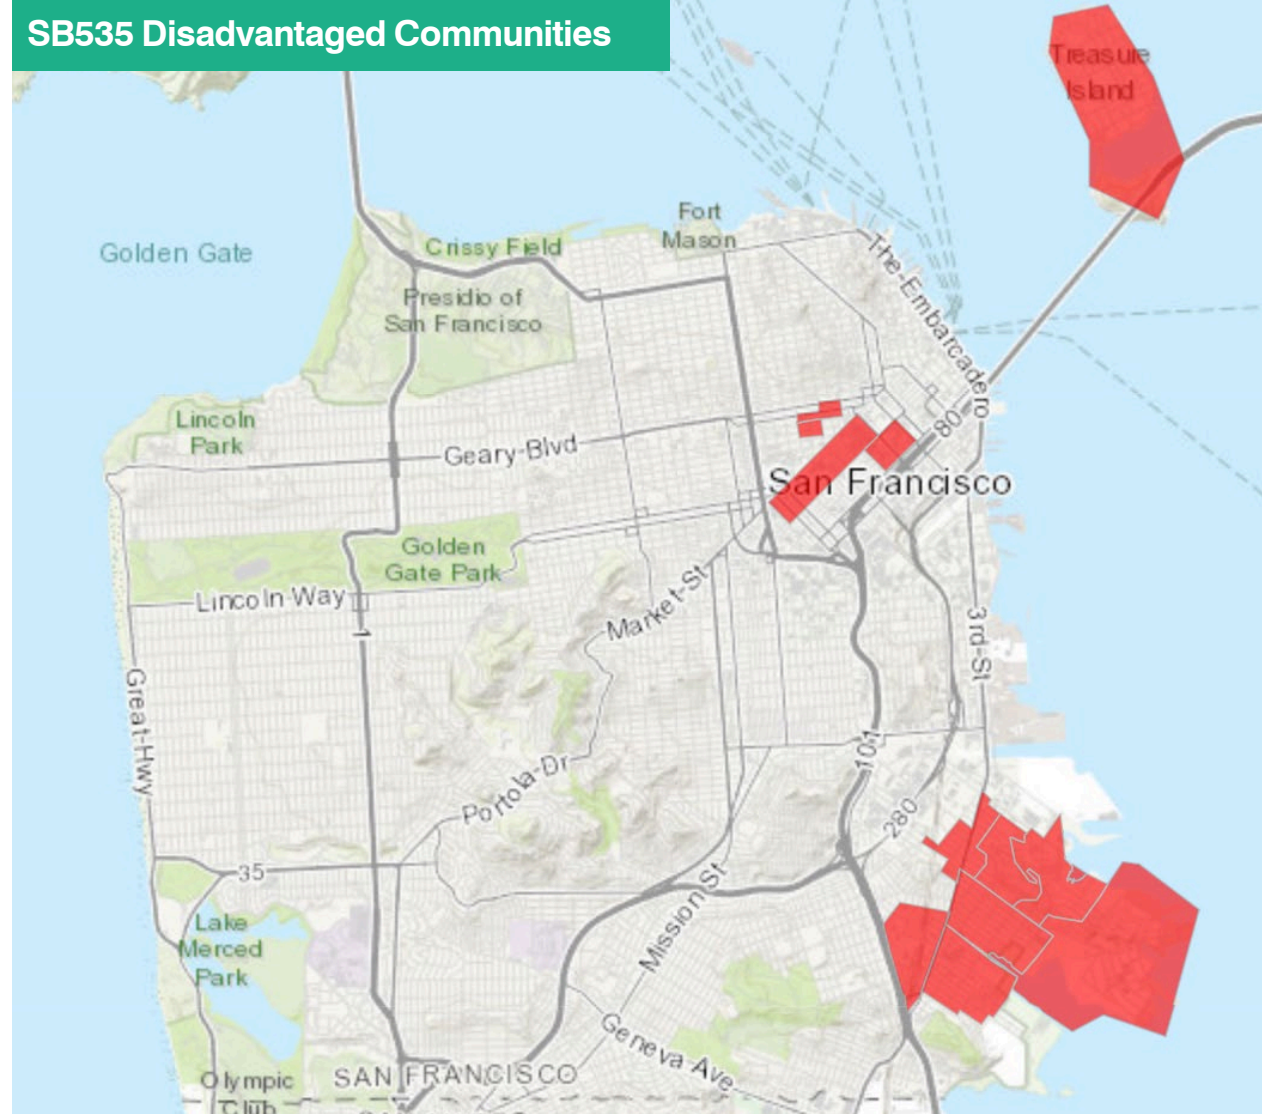 SB535 Disadvantaged Communities
Treasure
Island
Golden Gate
Fort
Mason
Crissy Field
Presidio of
San Francisco
The-Embarcadero
Lincoln
Park
Geary-Blvd
80
San Francisco
Golden
Gate Park
Lincoln Way
Market-St
1
3rd-St
Great-Hwy
101
Portola-Dr
280
35
Mission St
Lake
Merced
Park
Geneva Ave
SAN FRANCISCO
Olympic
Club